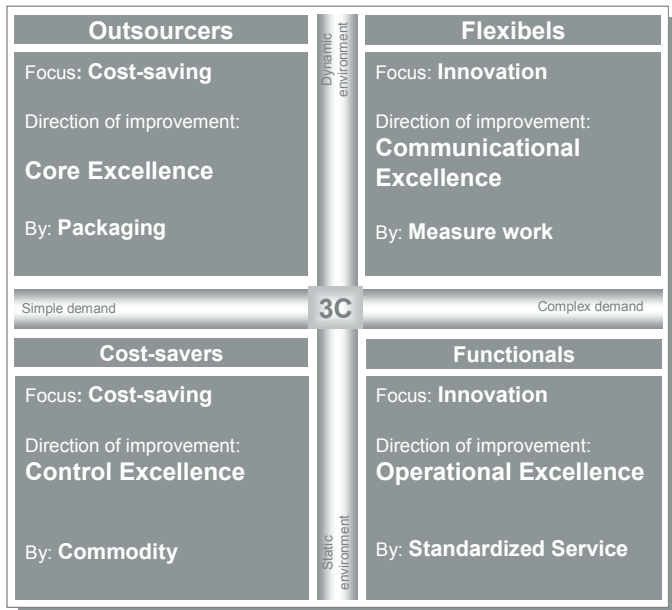 Outsourcers
Focus: Cost-saving
Direction of improvement:
Core Excellence
By: Packaging
Dynamic
environment
Flexibels
Focus: Innovation
Direction of improvement:
Communicational
Excellence
By: Measure work
Simple demand
3C
Complex demand
Cost-savers
Focus: Cost-saving
Direction of improvement:
Control Excellence
By: Commodity
Static
environment
Functionals
Focus: Innovation
Direction of improvement:
Operational Excellence
By: Standardized Service